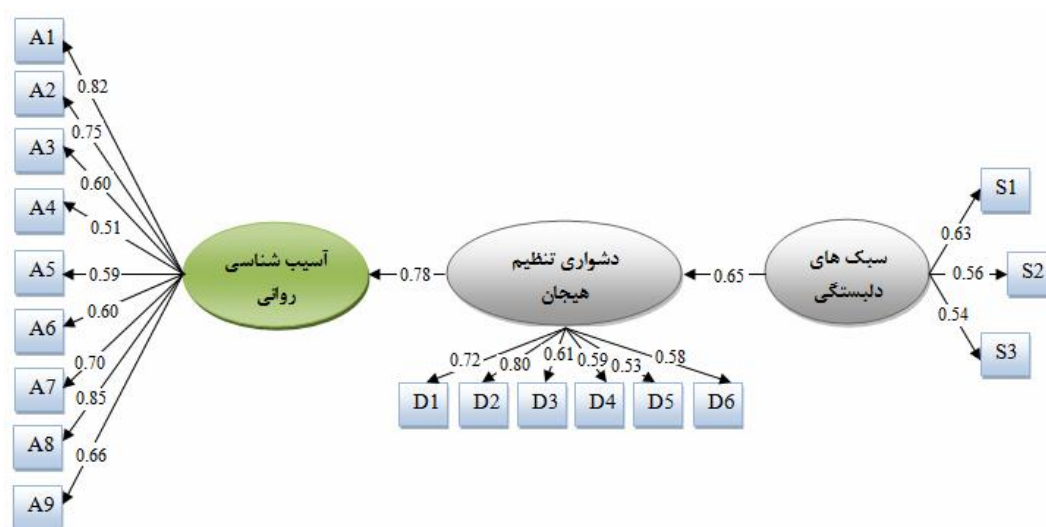 A1
0.82
A2
0.75
A3
0.60
A4
0.51
A5
0.59
A6
0.60
A7
0.70
A8
0.85
A9
0.66
آسیب شناسی
روانی
0.78
دشواری تنظیم
هیجان
0.65
سبک های
دلبستگی
0.72
0.80
0.61
0.59
0.53
0.58
D1
D2
D3
D4
D5
D6
S1
0.63
S2
0.56
0.54
S3